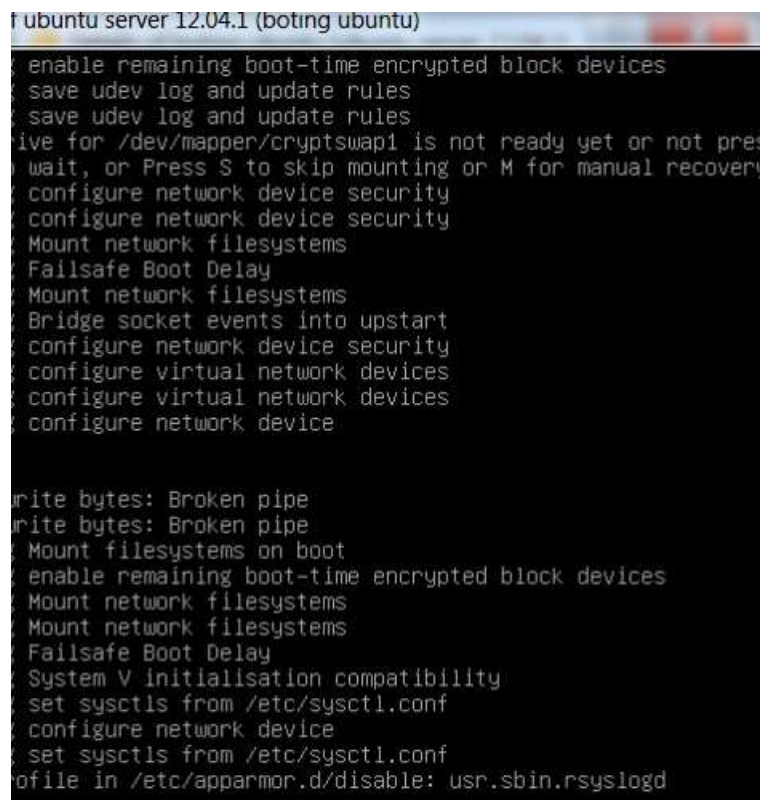 f ubuntu server 12.04.1 (boting ubuntu)
enable remaining boot-time encrypted block devices
save udev log and update rules
save udev log and update rules
ive for /dev/mapper/cryptswap1 is not ready yet or not pres
wait, or Press S to skip mounting or M for manual recovery
configure network device security
configure network device security
Mount network filesystems
Failsafe Boot Delay
Mount network filesystems
Bridge socket events into upstart
configure network device security
configure virtual network devices
configure virtual network devices
configure network device
write bytes: Broken pipe
write bytes: Broken pipe
Mount filesystems on boot
enable remaining boot-time encrypted block devices
Mount network filesystems
Mount network filesystems
Failsafe Boot Delay
System V initialisation compatibility
set sysctls from /etc/sysctl.conf
configure network device
set sysctls from /etc/sysctl.conf
ofile in /etc/apparmor.d/disable: usr.sbin.rsyslogd